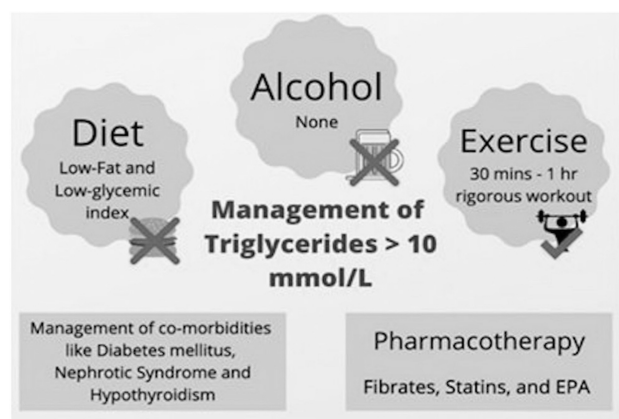 Alcohol
None
Diet
Low-Fat and
Low-glycemic
index
Exercise
30 mins - 1 hr
rigorous workout
Management of
Triglycerides > 10
mmol/L
Management of co-morbidities
like Diabetes mellitus,
Nephrotic Syndrome and
Hypothyroidism
Pharmacotherapy
Fibrates, Statins, and EPA